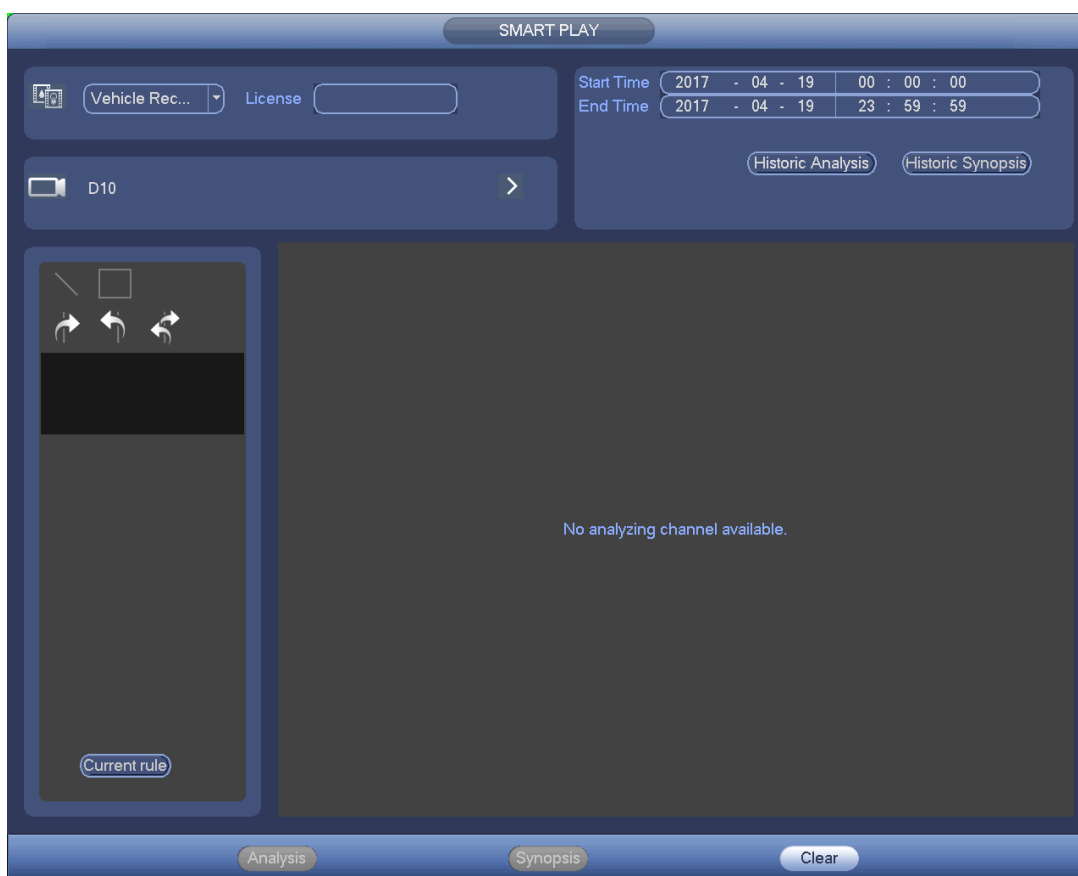 SMART PLAY
Vehicle Rec... License
Start Time 2017 - 04 - 19 00 : 00 : 00
End Time 2017 - 04 - 19 23 : 59 : 59
Historic Analysis Historic Synopsis
D10
No analyzing channel available.
Current rule
Analysis Synopsis Clear